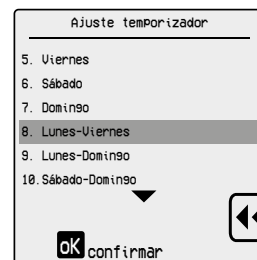 Ajuste temporizador
5. Viernes
6. Sábado
7. Domingo
8. Lunes-Viernes
9. Lunes-Domingo
10. Sábado-Domingo
oK confirmar